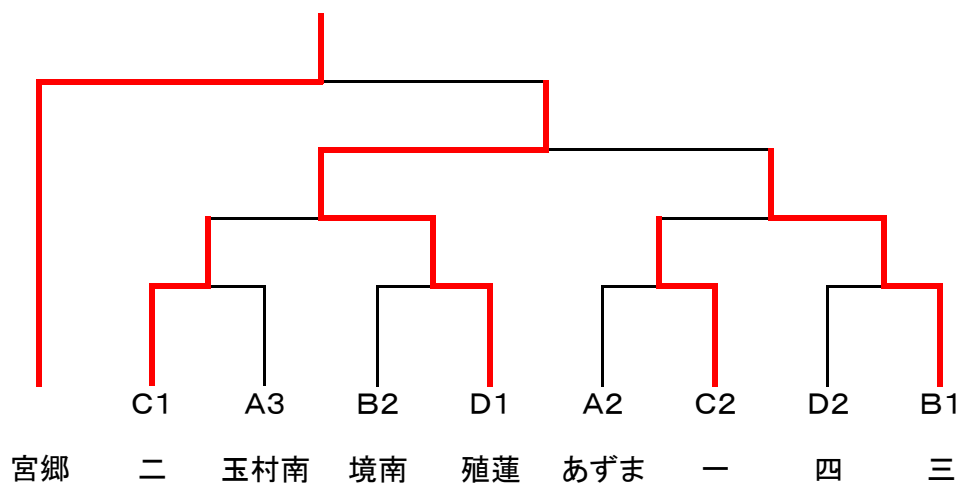 C1 A3 B2 D1 A2 C2 D2 B1
宮郷 二 玉村南 境南 殖蓮 あずま 一 四 三